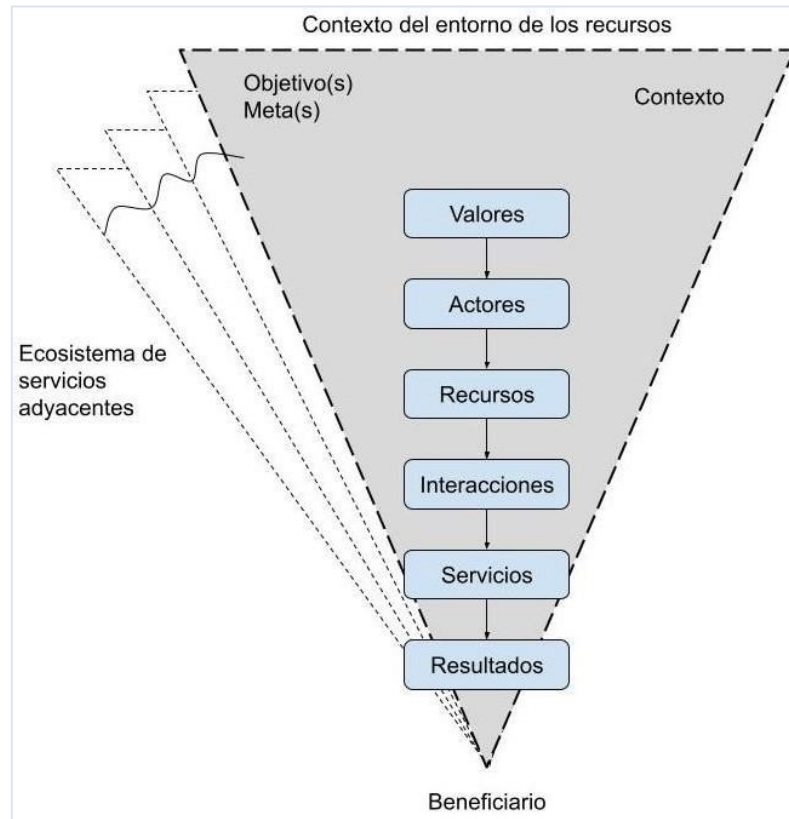 Contexto del entorno de los recursos
Objetivo(s)
Meta(s)
Contexto
Valores
Actores
Recursos
Interacciones
Servicios
Resultados
Ecosistema de
servicios
adyacentes
Beneficiario